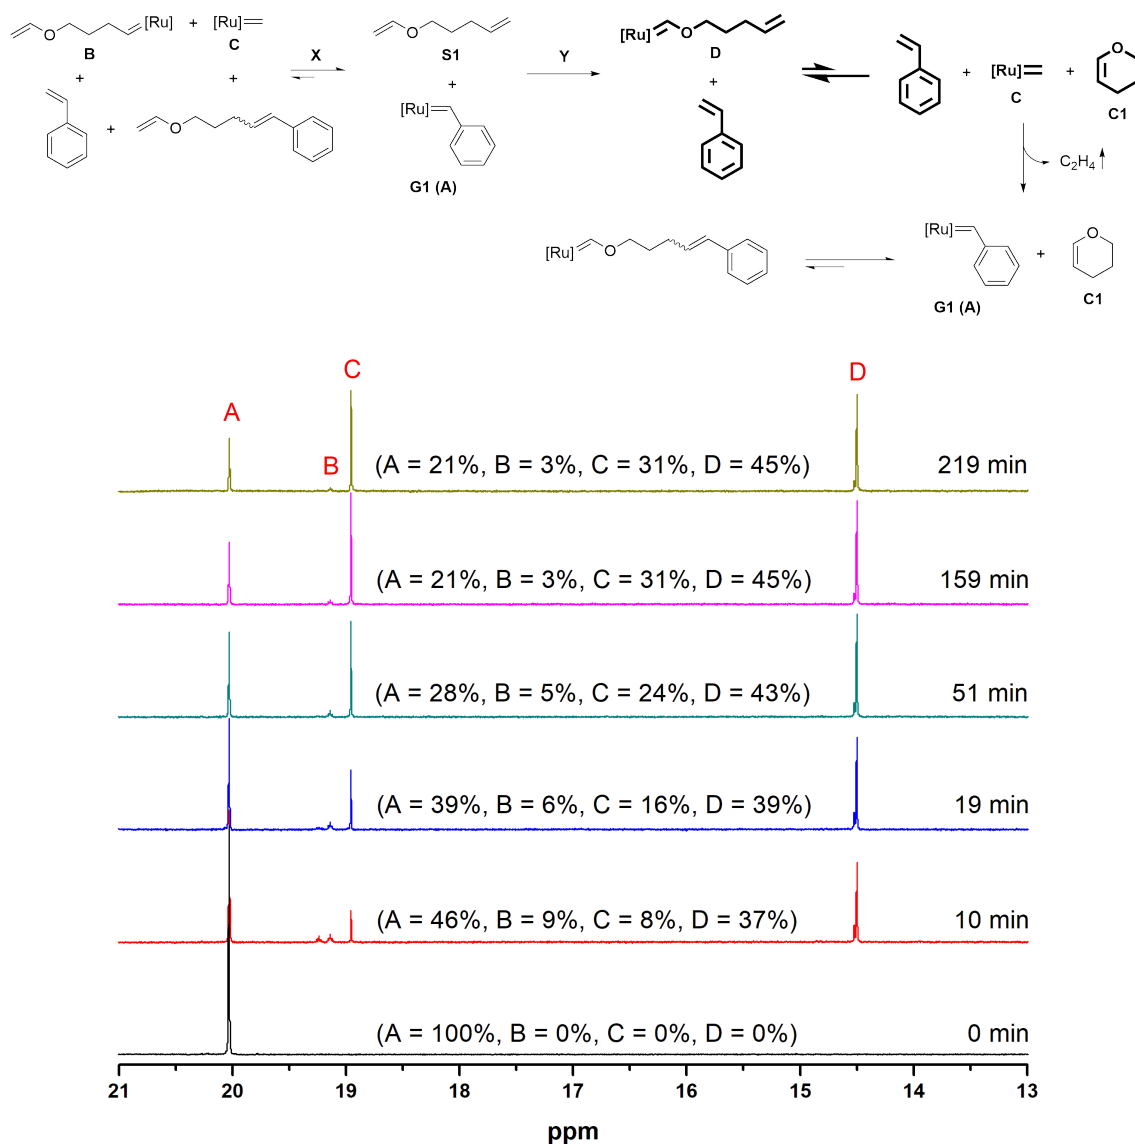 O [Ru] + [Ru] B C
X
O S1
Y
[Ru] O D
+ [Ru] + O
C C1
+ + + +
O
[Ru]
G1 (A)
C₂H₄
[Ru] O
[Ru] + O
G1 (A) C1
A B C D
(A = 21%, B = 3%, C = 31%, D = 45%) 219 min
(A = 21%, B = 3%, C = 31%, D = 45%) 159 min
(A = 28%, B = 5%, C = 24%, D = 43%) 51 min
(A = 39%, B = 6%, C = 16%, D = 39%) 19 min
(A = 46%, B = 9%, C = 8%, D = 37%) 10 min
(A = 100%, B = 0%, C = 0%, D = 0%) 0 min
21 20 19 18 17 16 15 14 13
ppm